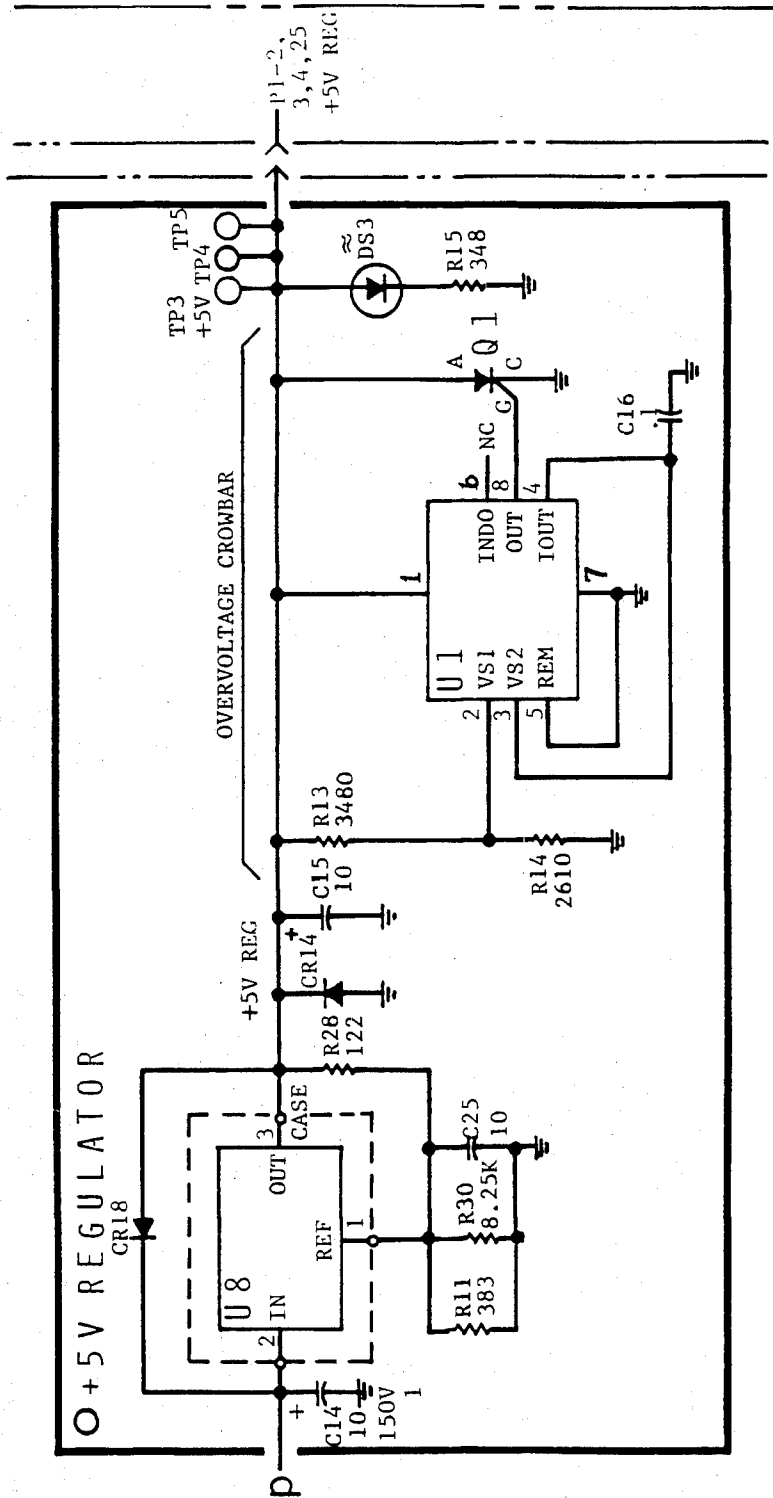 +5V REGULATOR
CR18
p
C14
10
150V
1
+
U8
2
IN
OUT
3
CASE
REF
1
R11
383
R30
8.25K
C25
10
R28
122
+5V REG
CR14
+
C15
10
OVERVOLTAGE CROWBAR
R13
3480
R14
2610
U1
1
2
VS1
3
VS2
5
REM
INDO
6
NC
OUT
8
IOUT
4
7
A
G
C
Q1
C16
.1
TP3
+5V
TP4
TP5
DS3
R15
348
P1-2,
3,4,25
+5V REG